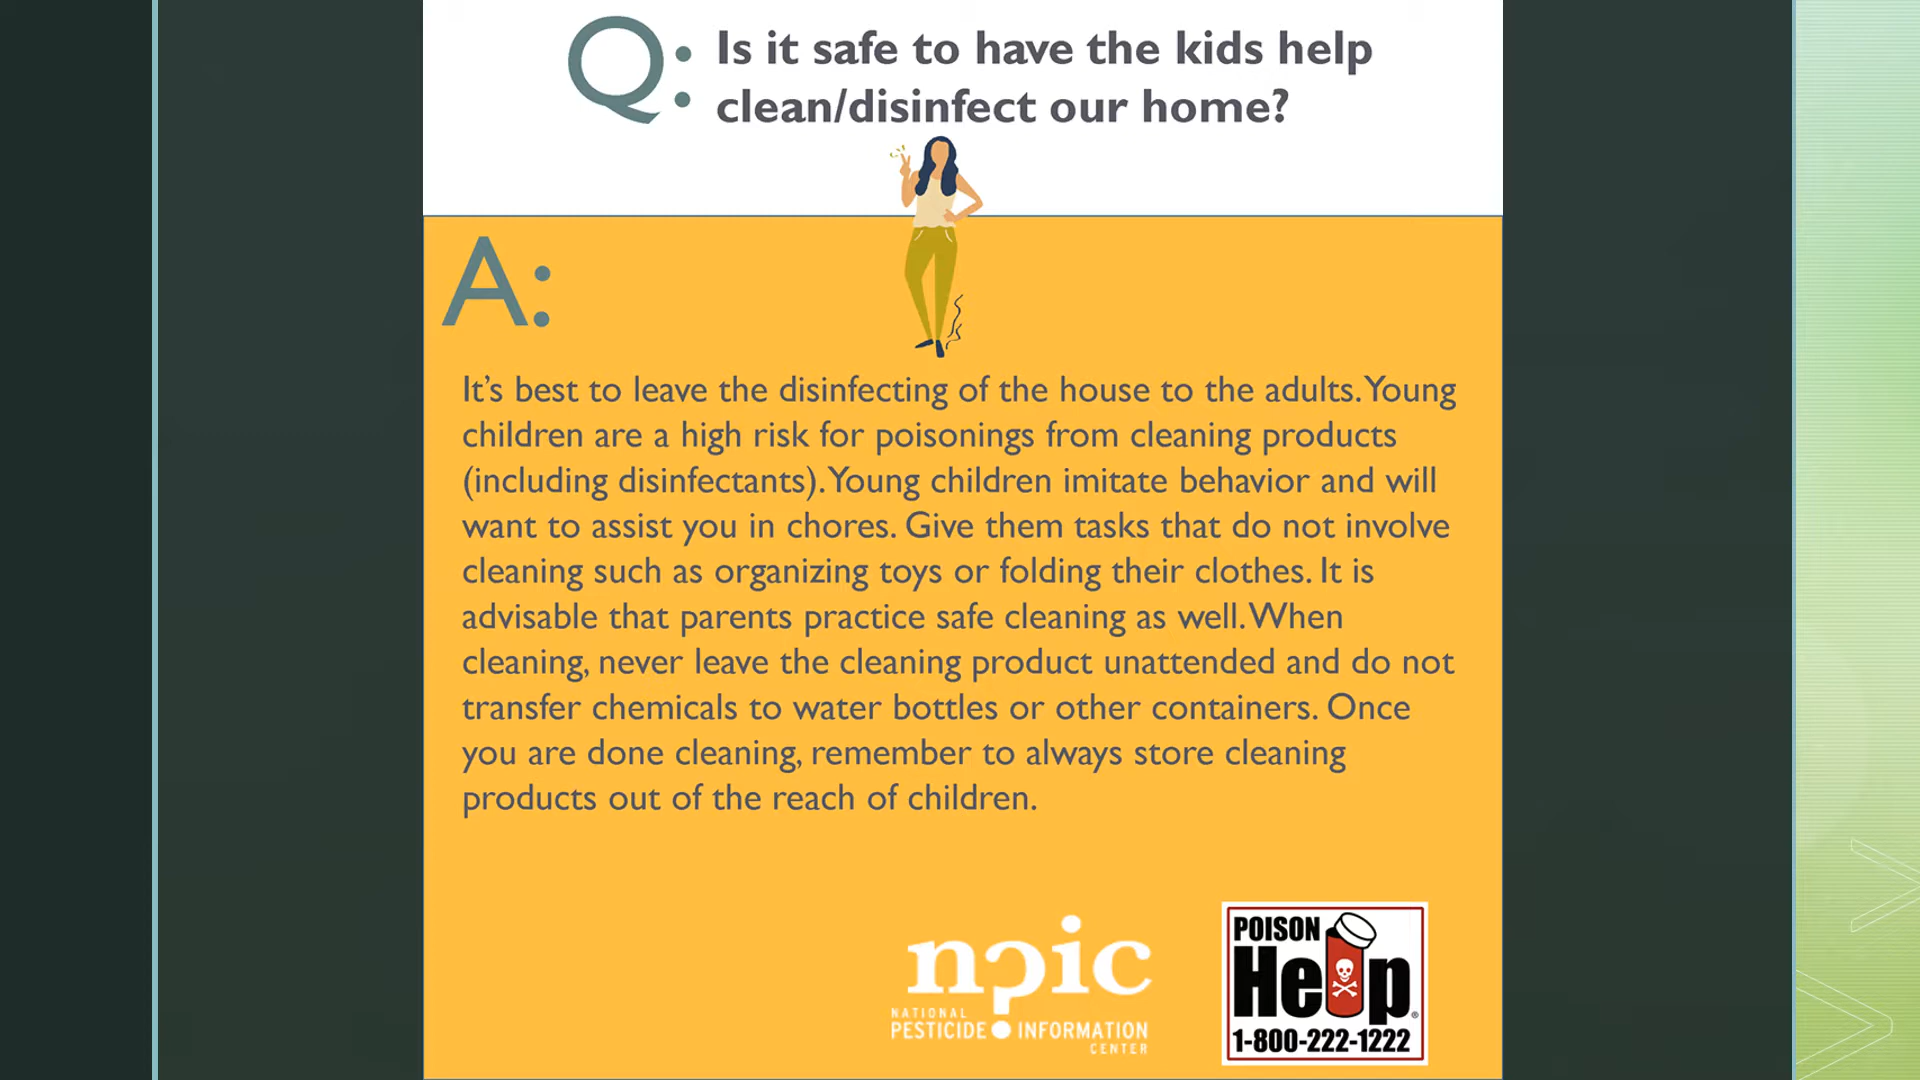 Q: Is it safe to have the kids help
clean/disinfect our home?
A:
It’s best to leave the disinfecting of the house to the adults. Young
children are a high risk for poisonings from cleaning products
(including disinfectants). Young children imitate behavior and will
want to assist you in chores. Give them tasks that do not involve
cleaning such as organizing toys or folding their clothes. It is
advisable that parents practice safe cleaning as well. When
cleaning, never leave the cleaning product unattended and do not
transfer chemicals to water bottles or other containers. Once
you are done cleaning, remember to always store cleaning
products out of the reach of children.
npic
NATIONAL
PESTICIDE INFORMATION
CENTER
POISON
Help®
1-800-222-1222